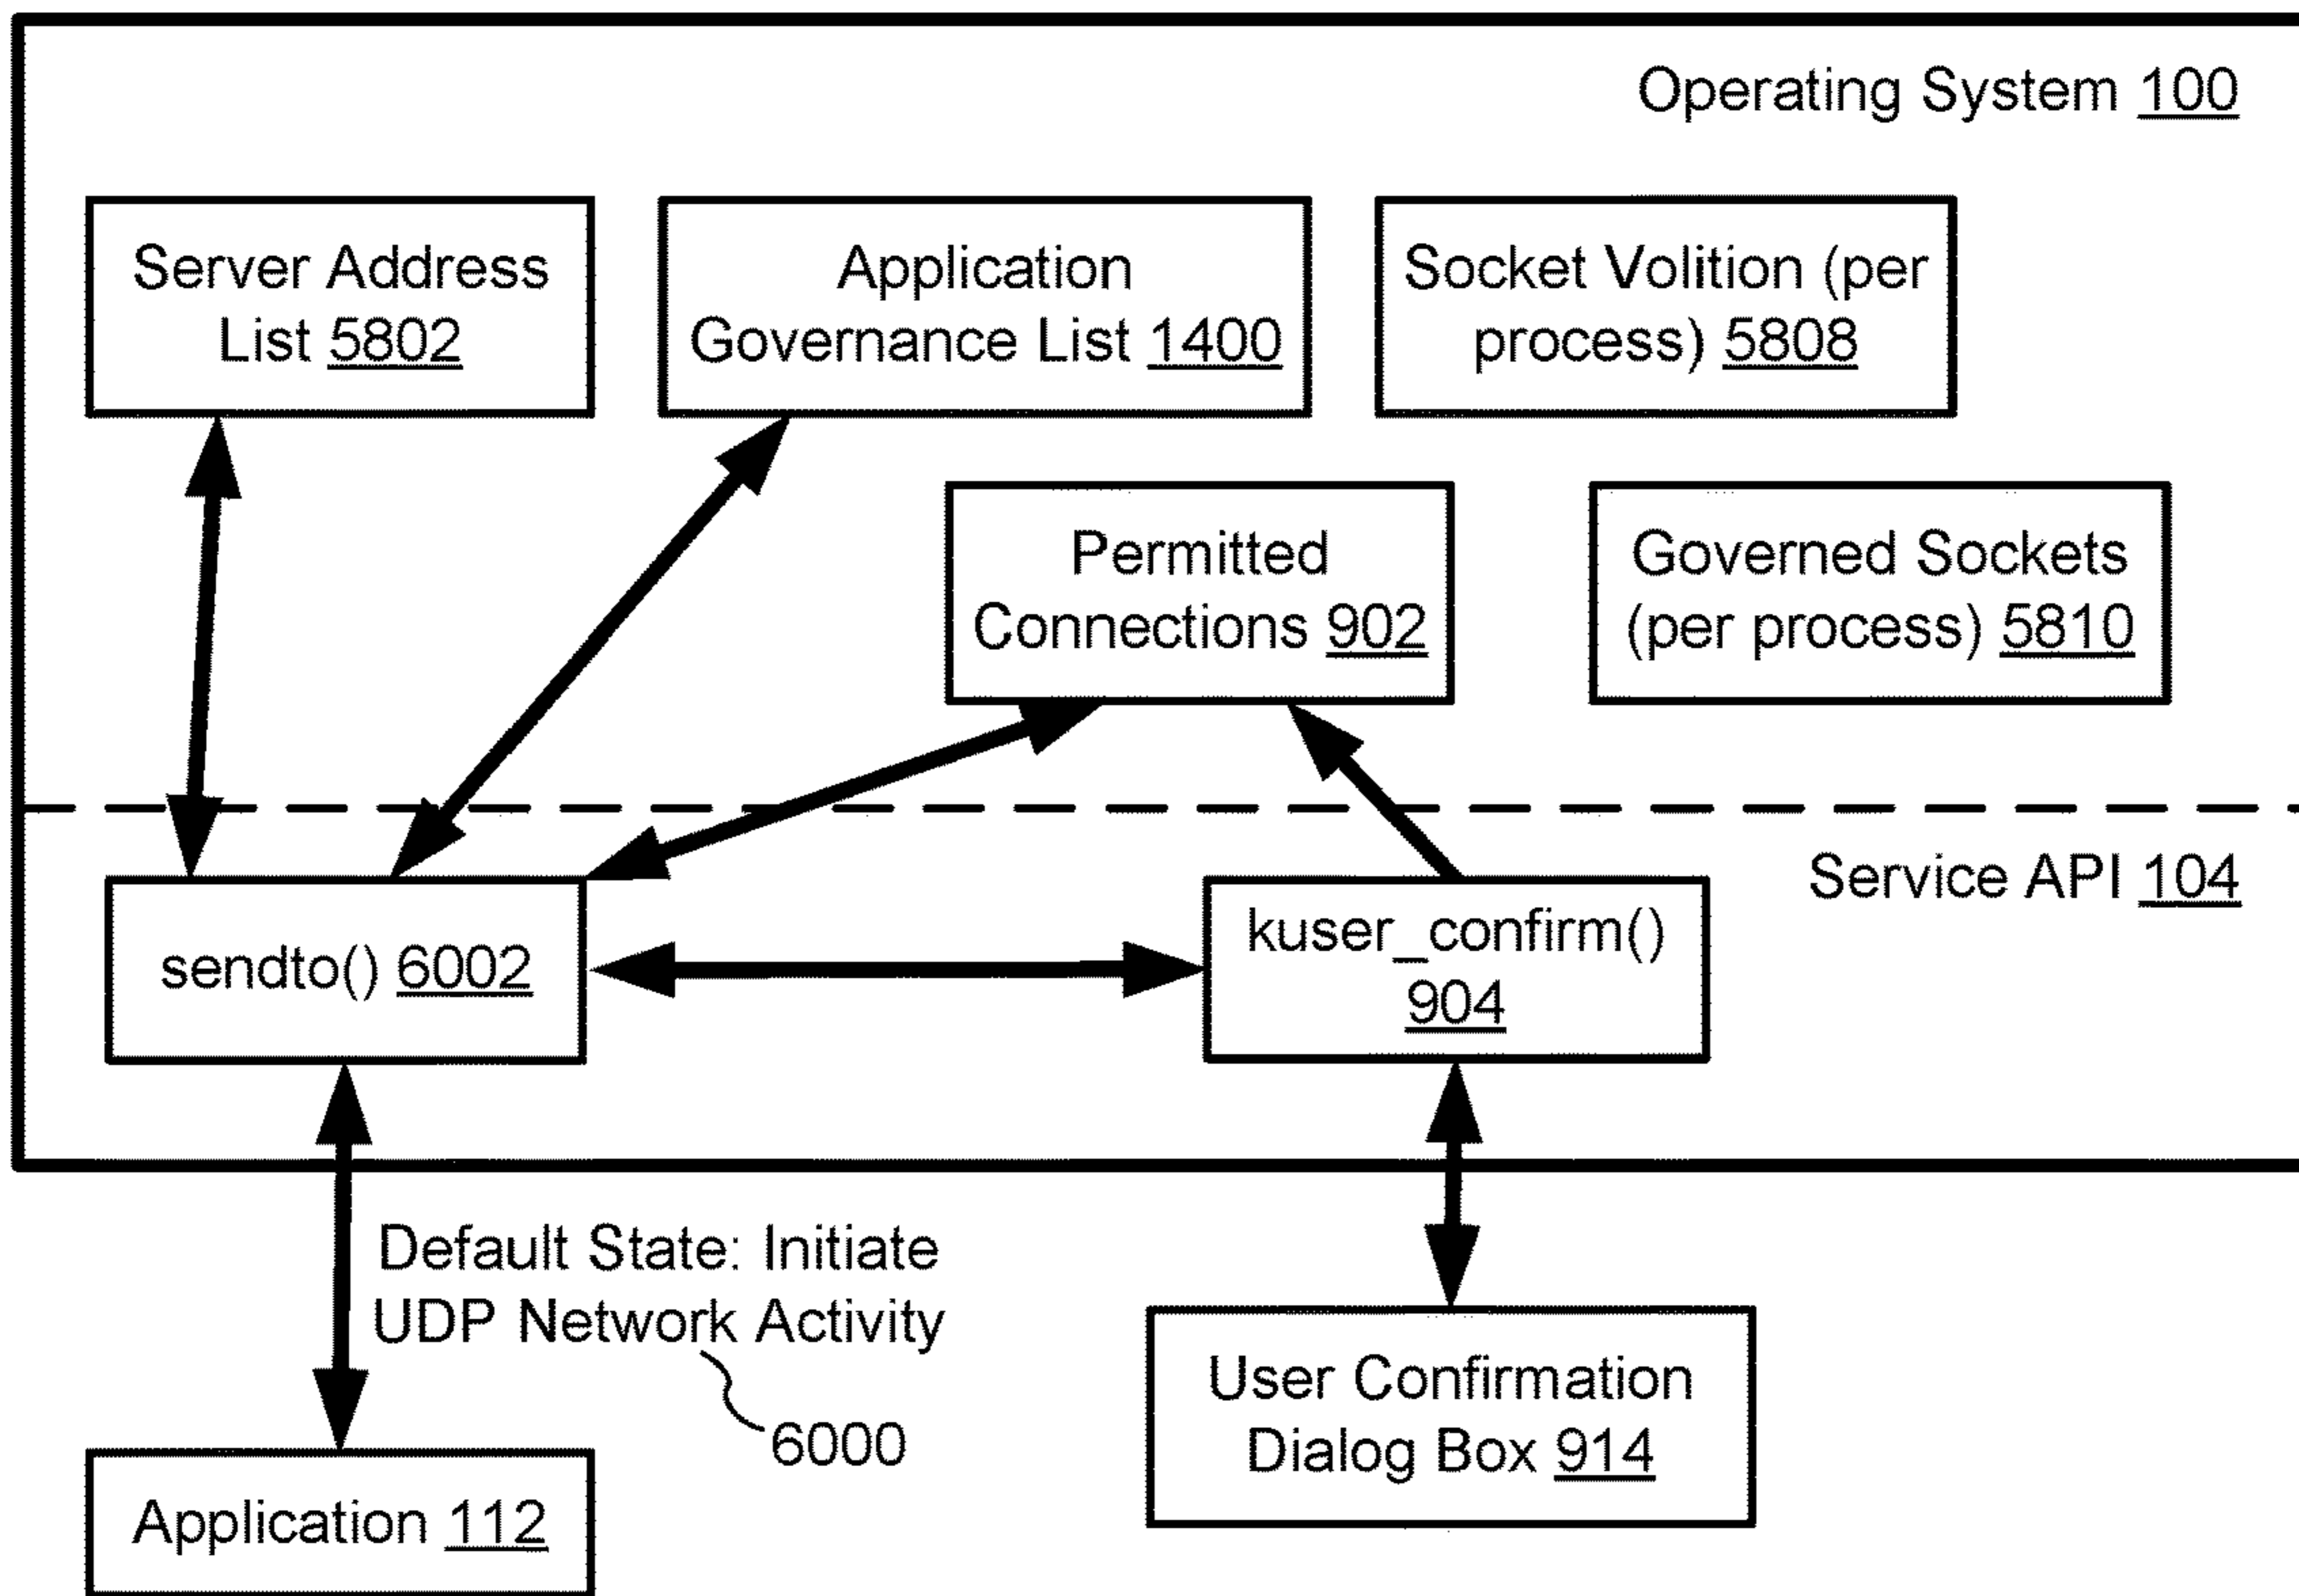 Operating System 100
Server Address
List 5802
Application
Governance List 1400
Socket Volition (per
process) 5808
Permitted
Connections 902
Governed Sockets
(per process) 5810
Service API 104
sendto() 6002
kuser_confirm()
904
Default State: Initiate
UDP Network Activity
6000
User Confirmation
Dialog Box 914
Application 112